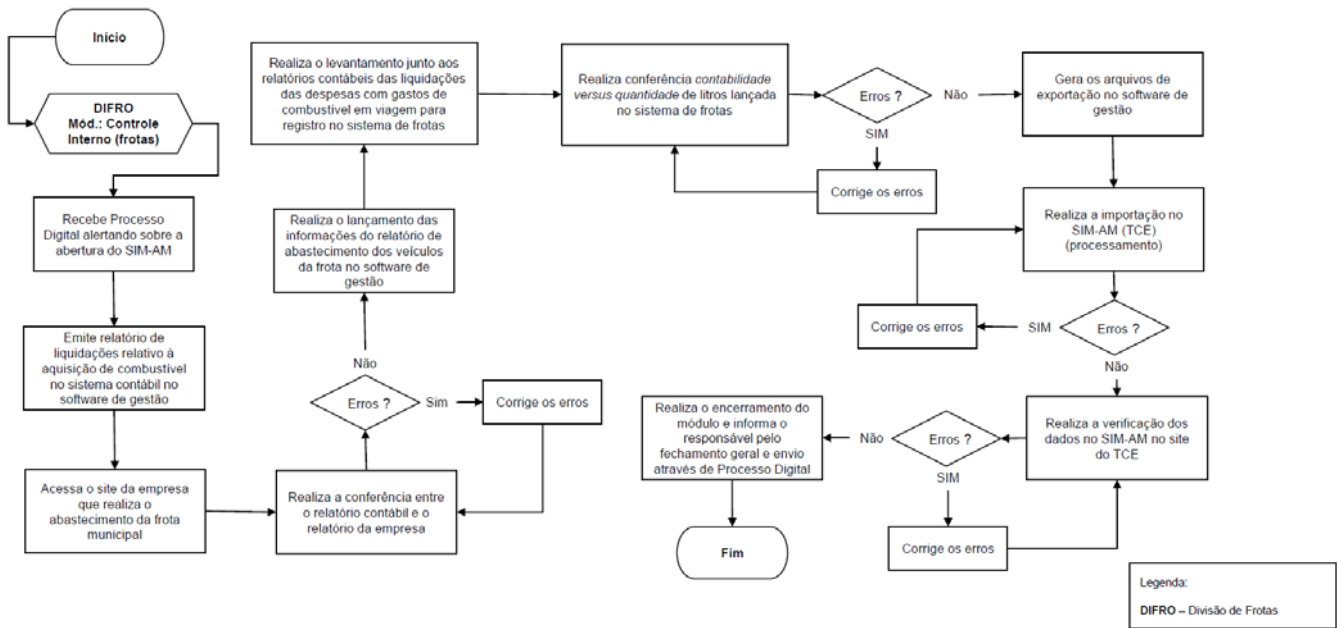 Início
DIFRO
Mód.: Controle
Interno (frotas)
Recebe Processo
Digital alertando sobre a
abertura do SIM-AM
Emite relatório de
liquidações relativo à
aquisição de combustível
no sistema contábil no
software de gestão
Acessa o site da empresa
que realiza o
abastecimento da frota
municipal
Realiza a conferência entre
o relatório contábil e o
relatório da empresa
Erros ?
Sim
Corrige os erros
Não
Realiza o lançamento das
informações do relatório de
abastecimento dos veículos
da frota no software de
gestão
Realiza o levantamento junto aos
relatórios contábeis das liquidações
das despesas com gastos de
combustível em viagem para
registro no sistema de frotas
Realiza conferência contabilidade
versus quantidade de litros lançada
no sistema de frotas
Erros ?
SIM
Corrige os erros
Não
Gera os arquivos de
exportação no software de
gestão
Realiza a importação no
SIM-AM (TCE)
(processamento)
Erros ?
SIM
Corrige os erros
Não
Realiza a verificação dos
dados no SIM-AM no site
do TCE
Erros ?
SIM
Corrige os erros
Não
Realiza o encerramento do
módulo e informa o
responsável pelo
fechamento geral e envio
através de Processo Digital
Fim
Legenda:
DIFRO – Divisão de Frotas